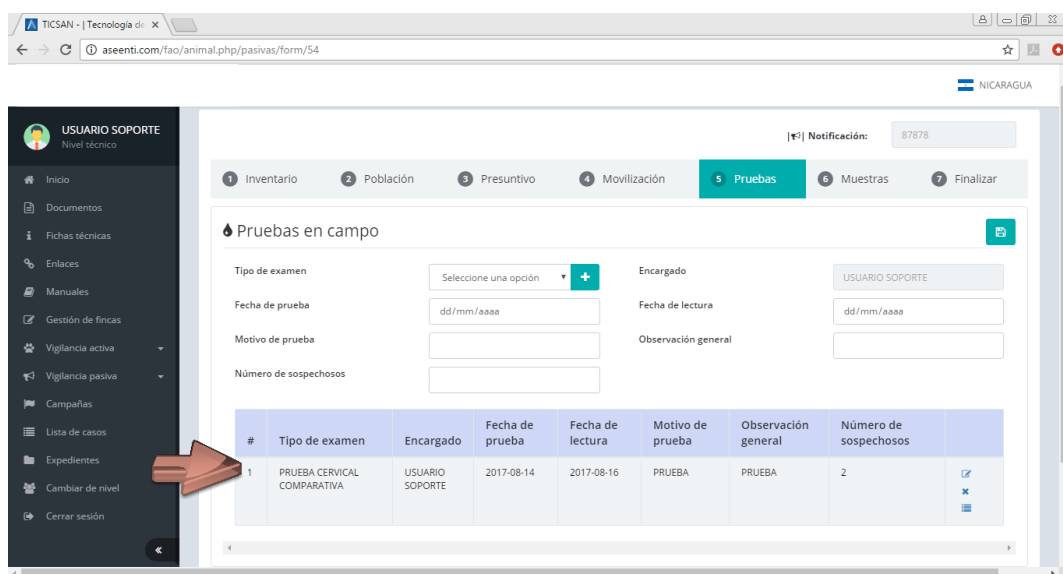 TICSAN - | Tecnología de
aseenti.com/fao/animal.php/pasivas/form/54
NICARAGUA
USUARIO SOPORTE
Nivel técnico
Inicio
Documentos
Fichas técnicas
Enlaces
Manuales
Gestión de fincas
Vigilancia activa
Vigilancia pasiva
Campañas
Lista de casos
Expedientes
Cambiar de nivel
Cerrar sesión
Notificación: 87878
1 Inventario 2 Población 3 Presuntivo 4 Movilización 5 Pruebas 6 Muestras 7 Finalizar
Pruebas en campo
Tipo de examen Seleccione una opción Encargado USUARIO SOPORTE
Fecha de prueba dd/mm/aaaa Fecha de lectura dd/mm/aaaa
Motivo de prueba Observación general
Número de sospechosos
Fecha de Fecha de Motivo de Observación Número de
# Tipo de examen Encargado prueba lectura prueba general sospechosos
1 PRUEBA CERVICAL USUARIO 2017-08-14 2017-08-16 PRUEBA PRUEBA 2
COMPARATIVA SOPORTE